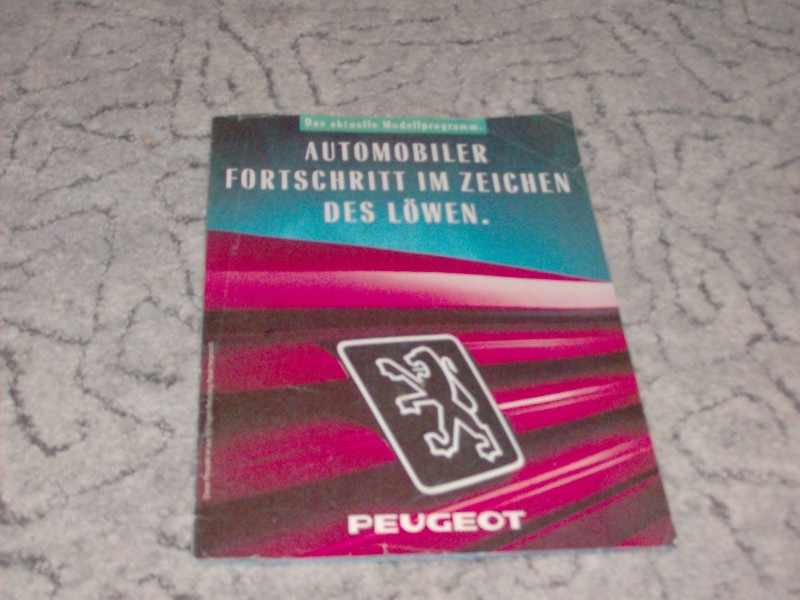 Das aktuelle Modellprogramm.
AUTOMOBILER
FORTSCHRITT IM ZEICHEN
DES LÖWEN.
PEUGEOT